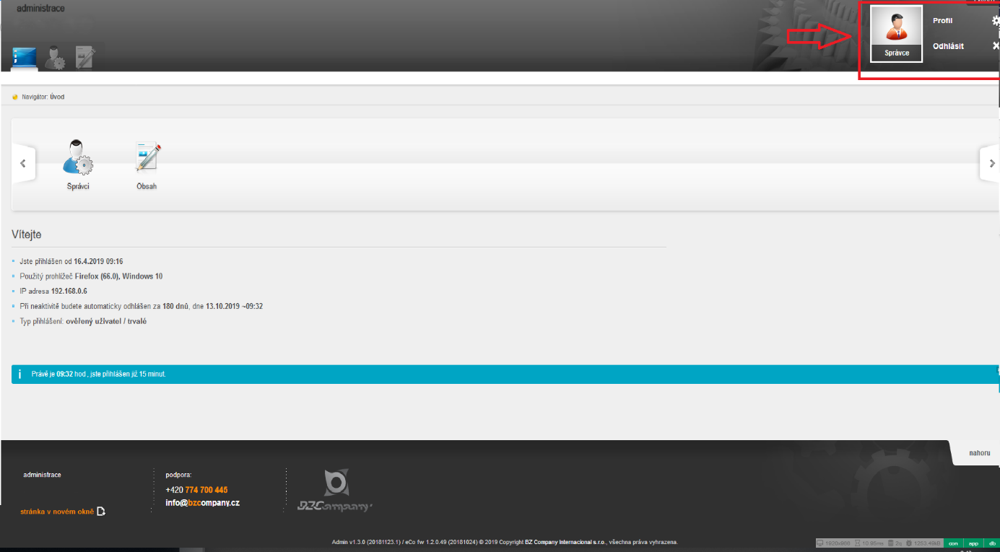 administrace
Profil
Odhlásit
Správce
Navigátor: Úvod
Správci
Obsah
Vítejte
Jste přihlášen od 16.4.2019 09:16
Použitý prohlížeč Firefox (66.0), Windows 10
IP adresa 192.168.0.6
Při neaktivitě budete automaticky odhlášen za 180 dnů, dne 13.10.2019 ~09:32
Typ přihlášení: ověřený uživatel / trvalé
Právě je 09:32 hod , jste přihlášen již 15 minut.
nahoru
administrace
podpora:
+420 774 700 445
info@bzcompany.cz
stránka v novém okně
BZCompany
Admin v1.3.0 (20181123.1) / eCo fw 1.2.0.49 (20181024) © 2019 Copyright BZ Company Internacional s.r.o., všechna práva vyhrazena.
1920x966 10.95ms 2q 1253.49kB con app db